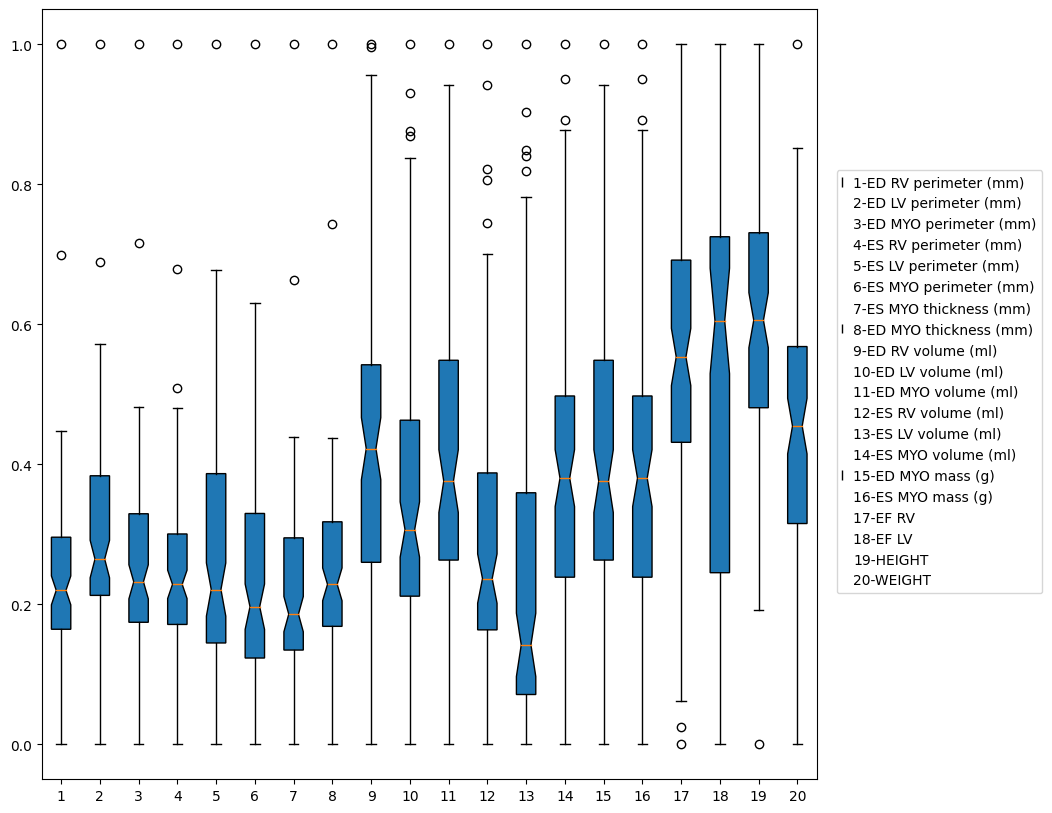 1.0
0.8
0.6
0.4
0.2
0.0
1 2 3 4 5 6 7 8 9 10 11 12 13 14 15 16 17 18 19 20
1-ED RV perimeter (mm)
2-ED LV perimeter (mm)
3-ED MYO perimeter (mm)
4-ES RV perimeter (mm)
5-ES LV perimeter (mm)
6-ES MYO perimeter (mm)
7-ES MYO thickness (mm)
8-ED MYO thickness (mm)
9-ED RV volume (ml)
10-ED LV volume (ml)
11-ED MYO volume (ml)
12-ES RV volume (ml)
13-ES LV volume (ml)
14-ES MYO volume (ml)
15-ED MYO mass (g)
16-ES MYO mass (g)
17-EF RV
18-EF LV
19-HEIGHT
20-WEIGHT